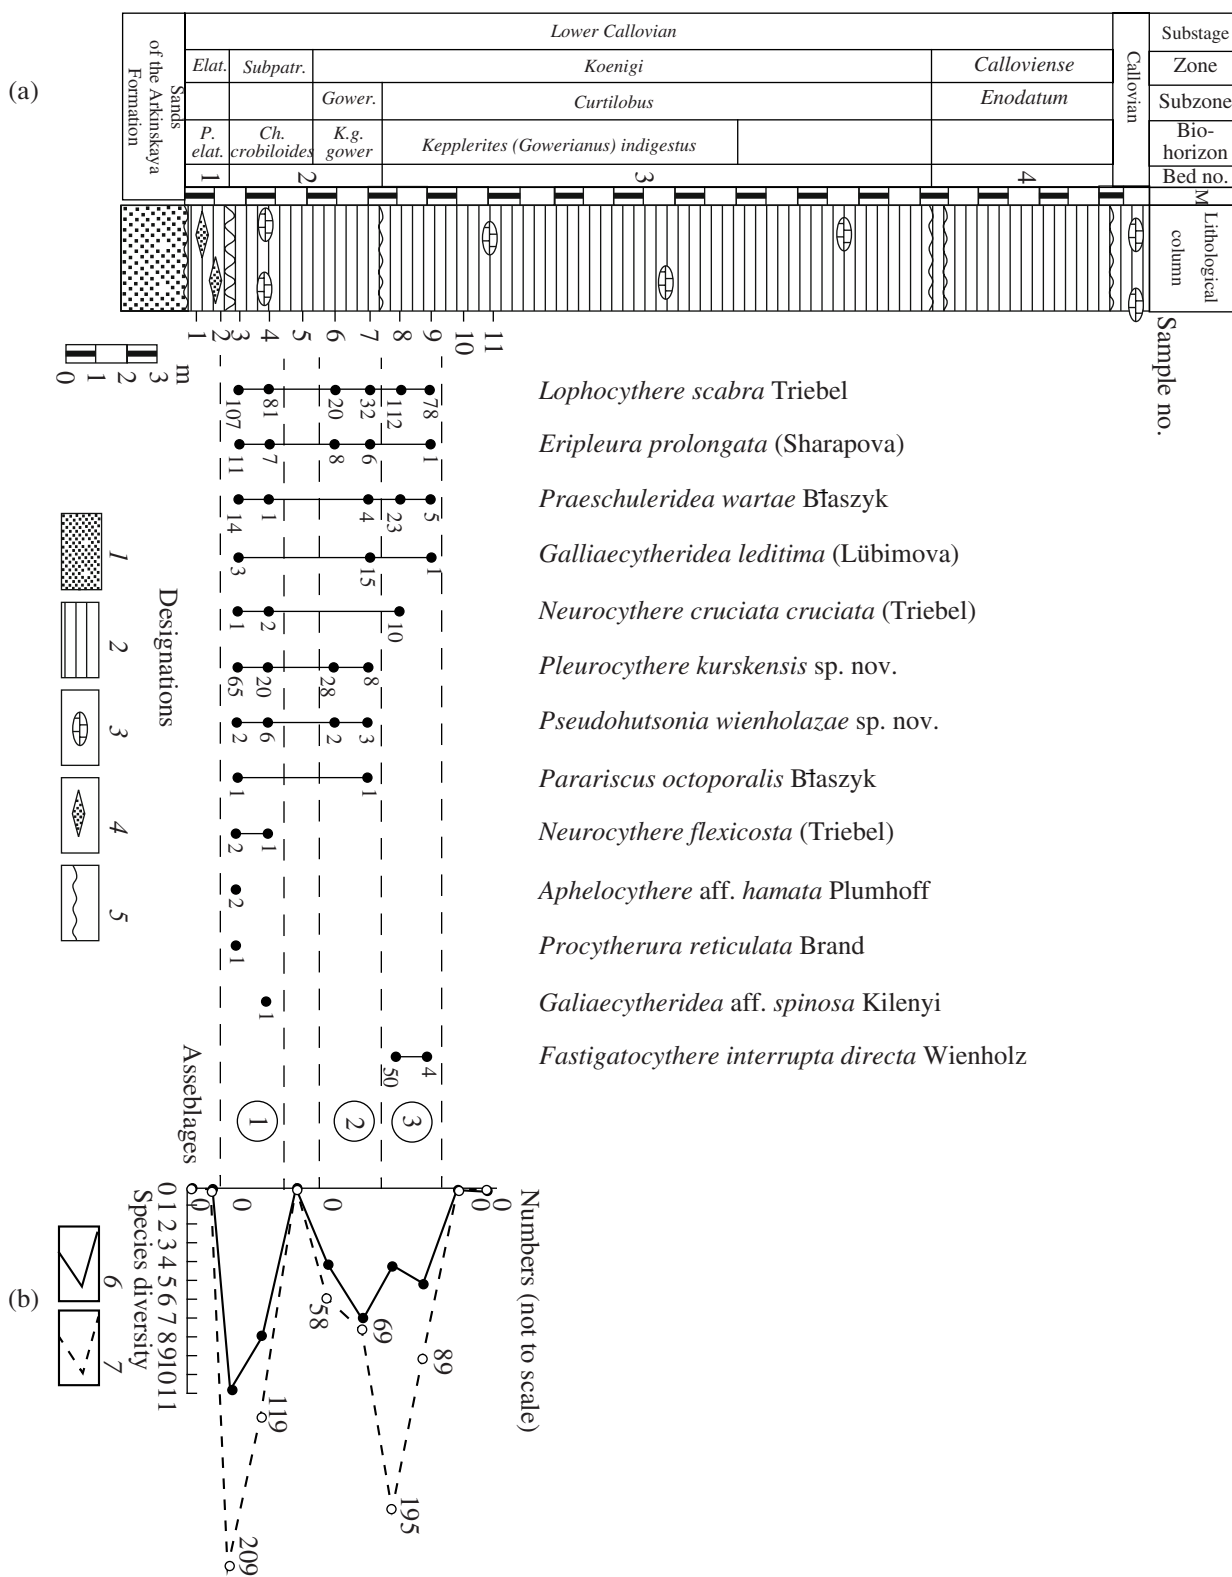 (a)
Substage
Lower Callovian
Callovian
Zone
Elat.
Subpatr.
Koenigi
Calloviense
Subzone
Gower.
Curtilobus
Enodatum
Bio-
horizon
P.
elat.
Ch.
crobiloides
K.g.
gower
Kepplerites (Gowerianus) indigestus
Bed no.
1
2
3
4
M
Sands
of the Arkinskaya
Formation
Lithological
column
Sample no.
1 2 3 4 5 6 7 8 9 10 11
m
0 1 2 3
Lophocythere scabra Triebel
107 81 20 32 112 78
Eripleura prolongata (Sharapova)
11 7 8 6 1
Praeschuleridea wartae Błaszyk
14 1 4 23 5
Galliaecytheridea leditima (Lübimova)
3 15 1
Neurocythere cruciata cruciata (Triebel)
1 2 10
Pleurocythere kurskensis sp. nov.
65 20 28 8
Pseudohutsonia wienholazae sp. nov.
2 6 2 3
Parariscus octoporalis Błaszyk
1 1
Neurocythere flexicosta (Triebel)
2 1
Aphelocythere aff. hamata Plumhoff
2
Procytherura reticulata Brand
1
Galiaecytheridea aff. spinosa Kilenyi
1
Fastigatocythere interrupta directa Wienholz
50 4
Asseblages
1 2 3
Designations
1
2
3
4
5
(b)
6
7
Numbers (not to scale)
0 0 0 0 0
Species diversity
0 1 2 3 4 5 6 7 8 9 10 11
209
119
58
69
195
89